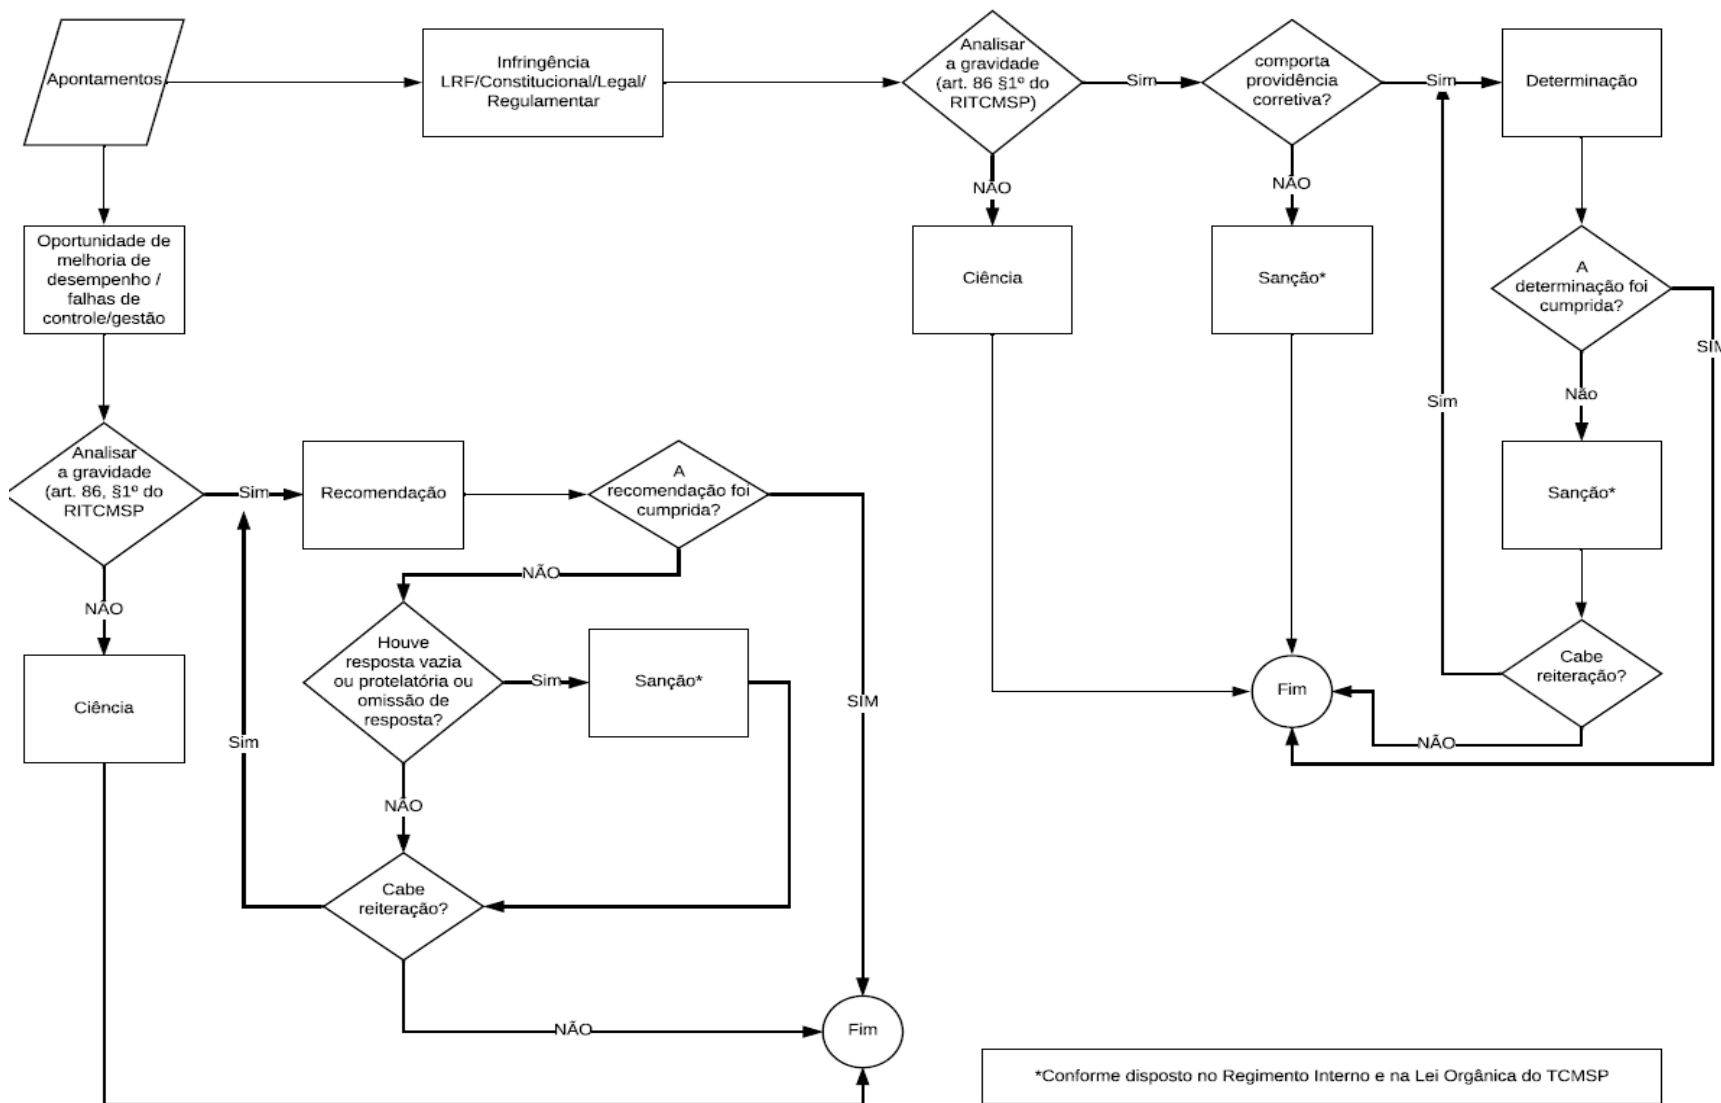 Apontamentos
Infringência
LRF/Constitucional/Legal/
Regulamentar
Analisar
a gravidade
(art. 86 §1º do
RITCMSP)
Sim
comporta
providência
corretiva?
Sim
Determinação
NÃO
NÃO
Oportunidade de
melhoria de
desempenho /
falhas de
controle/gestão
Ciência
Sanção*
A
determinação foi
cumprida?
SIM
Não
Sim
Analisar
a gravidade
(art. 86, §1º do
RITCMSP
Sim
Recomendação
A
recomendação foi
cumprida?
Sanção*
NÃO
NÃO
Houve
resposta vazia
ou protelatória ou
omissão de
resposta?
Sim
Sanção*
SIM
Cabe
reiteração?
Fim
NÃO
Ciência
Sim
NÃO
Cabe
reiteração?
NÃO
Fim
*Conforme disposto no Regimento Interno e na Lei Orgânica do TCMSP